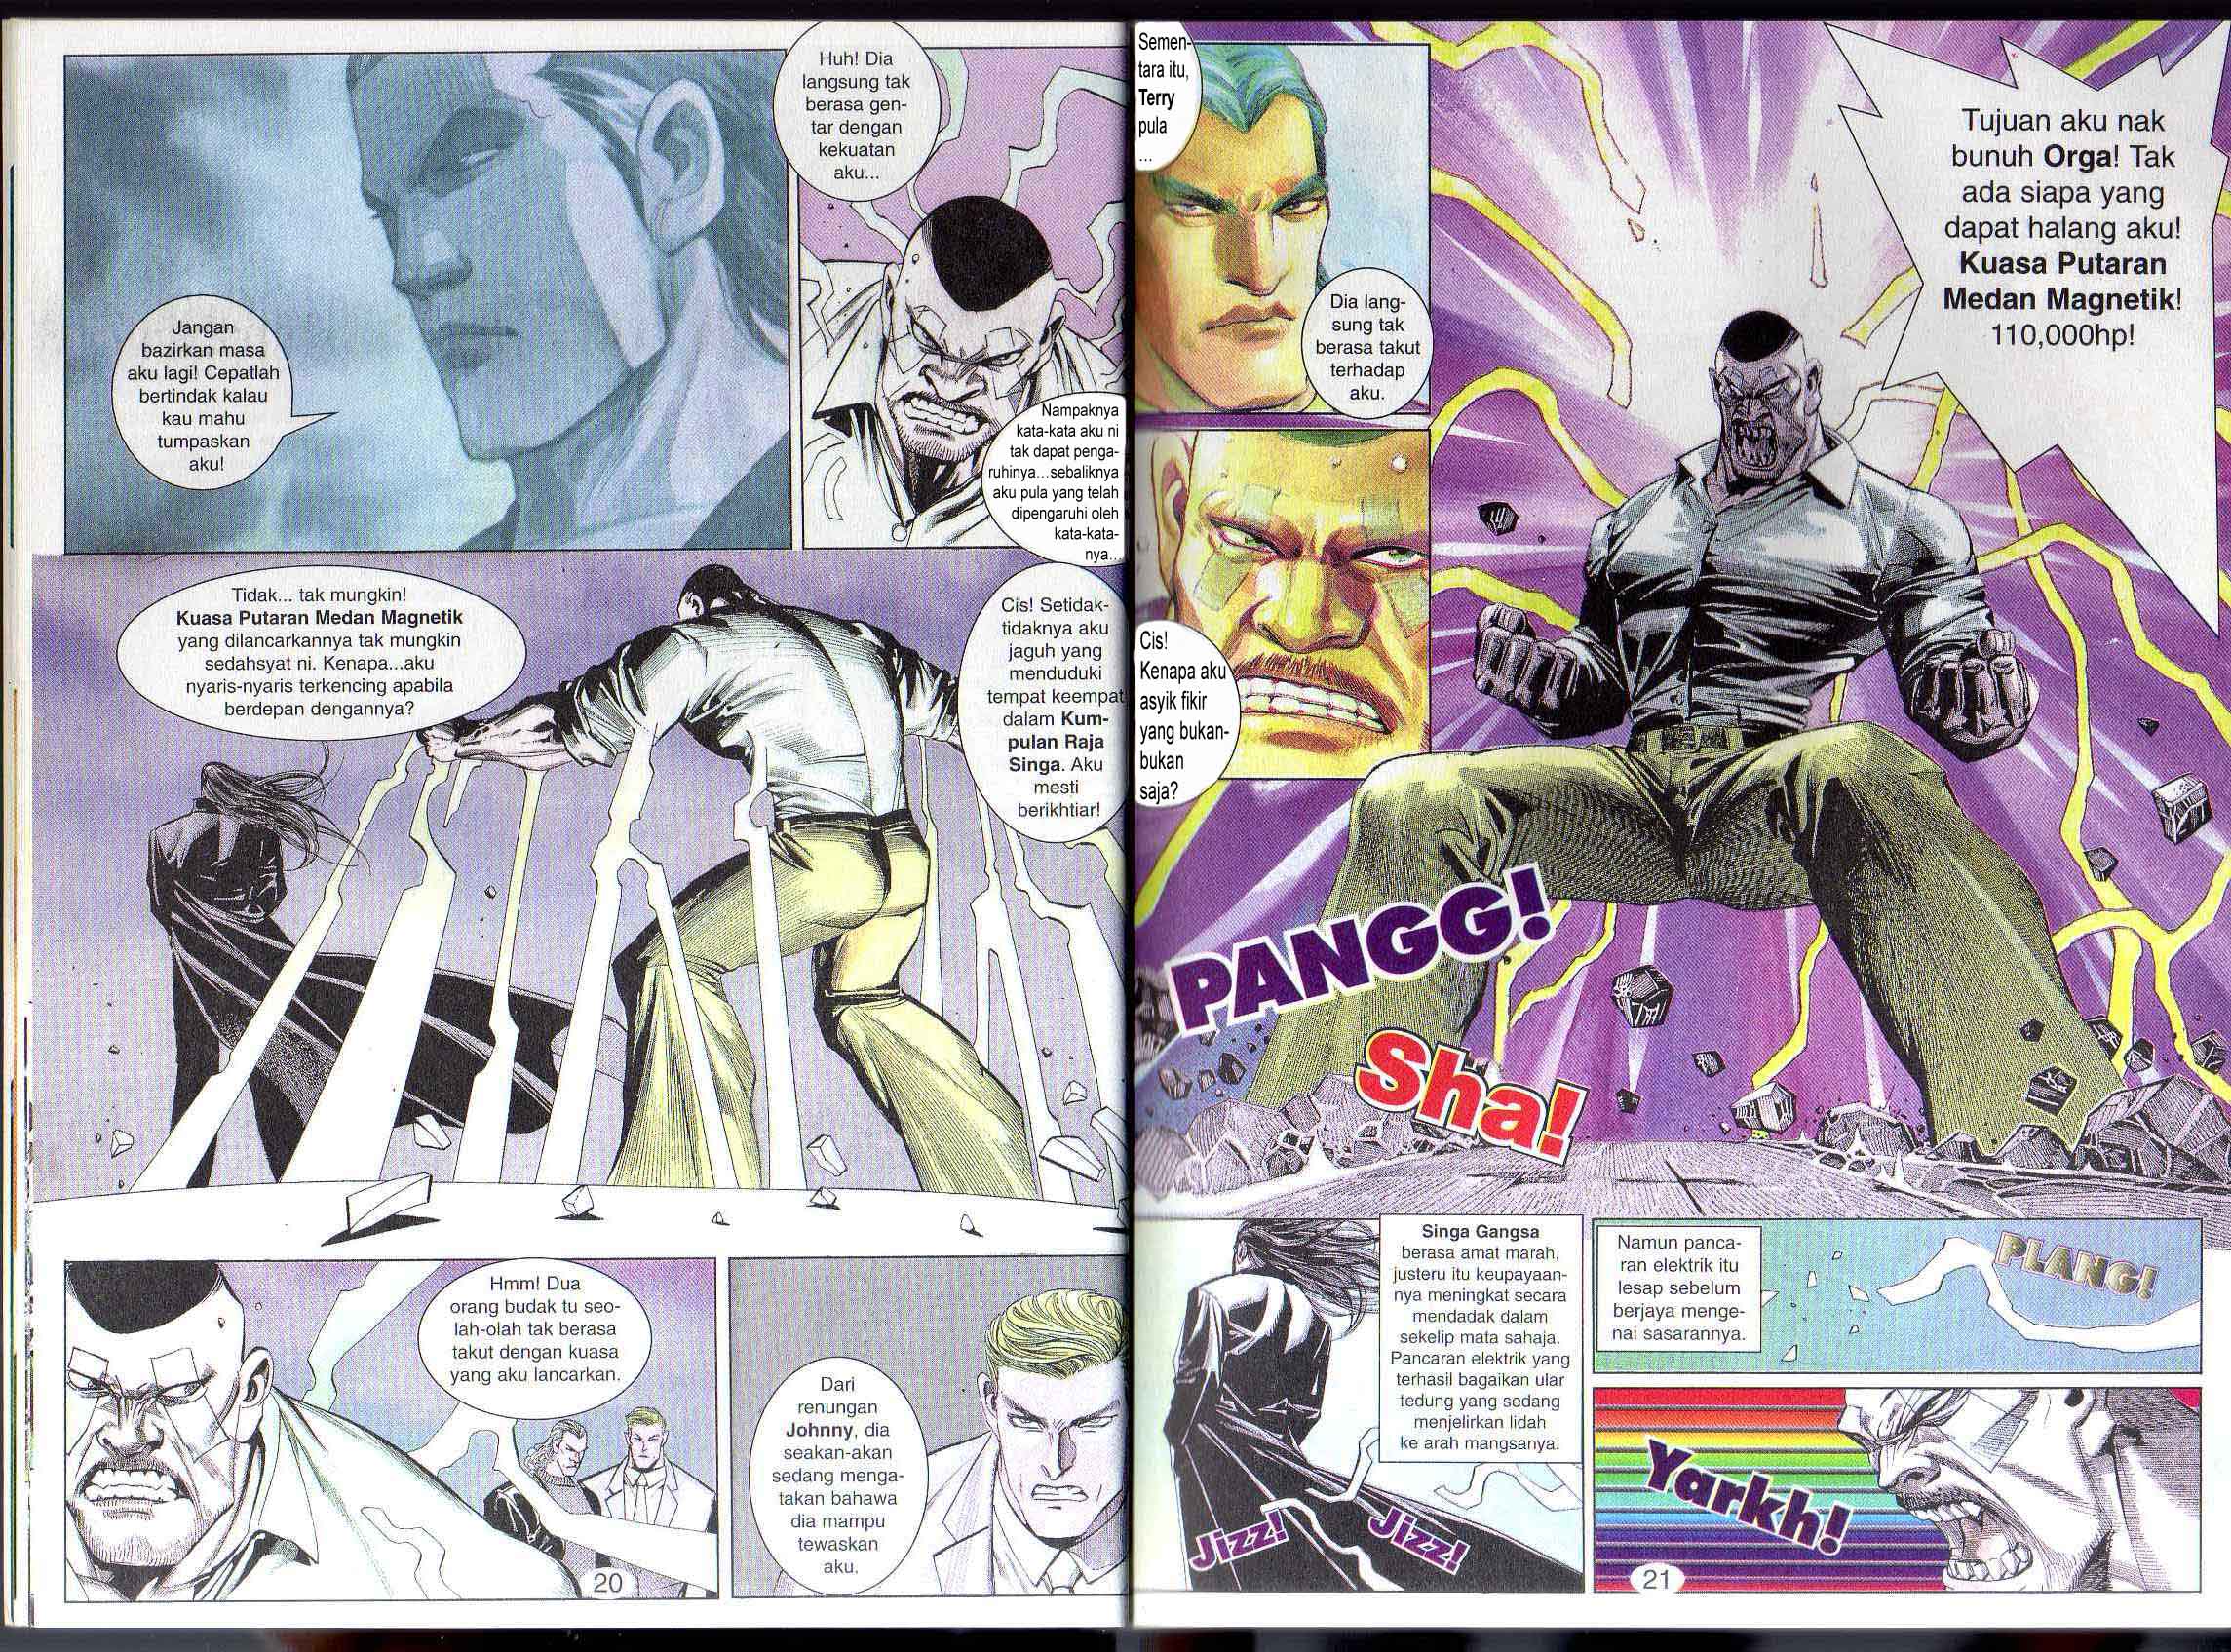 Jangan
bazirkan masa
aku lagi! Cepatlah
bertindak kalau
kau mahu
tumpaskan
aku!
Huh! Dia
langsung tak
berasa gen-
tar dengan
kekuatan
aku...
Nampaknya
kata-kata aku ni
tak dapat penga-
ruhinya...sebaliknya
aku pula yang telah
dipengaruhi oleh
kata-kata-
nya...
Tidak... tak mungkin!
Kuasa Putaran Medan Magnetik
yang dilancarkannya tak mungkin
sedahsyat ni. Kenapa...aku
nyaris-nyaris terkencing apabila
berdepan dengannya?
Cis! Setidak-
tidaknya aku
jaguh yang
menduduki
tempat keempat
dalam Kum-
pulan Raja
Singa. Aku
mesti
berikhtiar!
Hmm! Dua
orang budak tu seo-
lah-olah tak berasa
takut dengan kuasa
yang aku lancarkan.
20
Dari
renungan
Johnny, dia
seakan-akan
sedang menga-
takan bahawa
dia mampu
tewaskan
aku.
Semen-
tara itu,
Terry
pula
...
Dia lang-
sung tak
berasa takut
terhadap
aku.
Cis!
Kenapa aku
asyik fikir
yang bukan-
bukan
saja?
Tujuan aku nak
bunuh Orga! Tak
ada siapa yang
dapat halang aku!
Kuasa Putaran
Medan Magnetik!
110,000hp!
PANGG!
Sha!
Singa Gangsa
berasa amat marah,
justeru itu keupayaan-
nya meningkat secara
mendadak dalam
sekelip mata sahaja.
Pancaran elektrik yang
terhasil bagaikan ular
tedung yang sedang
menjelirkan lidah
ke arah mangsanya.
Jizz!
Jizz!
Namun panca-
ran elektrik itu
lesap sebelum
berjaya menge-
nai sasarannya.
PLANG!
Yarkh!
21